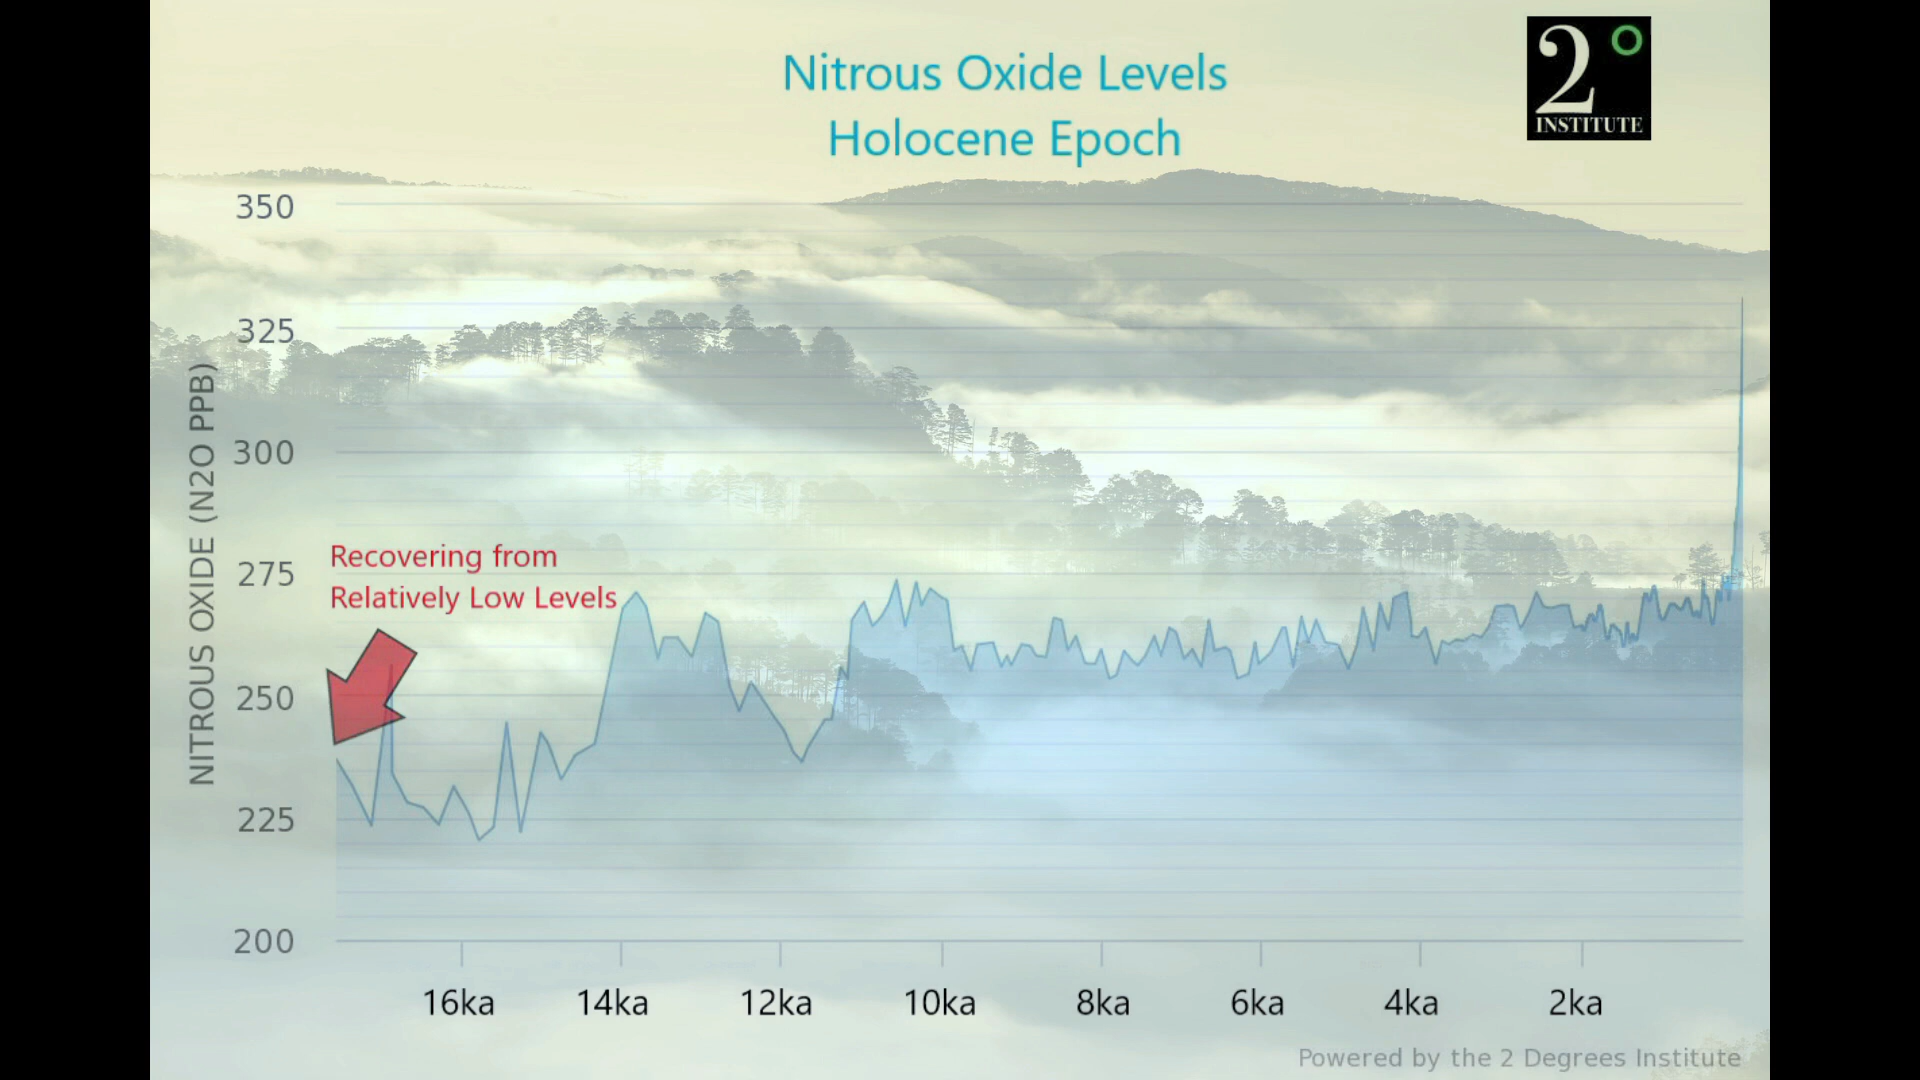 Nitrous Oxide Levels
Holocene Epoch
2°
INSTITUTE
350
325
300
275
250
225
200
NITROUS OXIDE (N2O PPB)
Recovering from
Relatively Low Levels
16ka 14ka 12ka 10ka 8ka 6ka 4ka 2ka
Powered by the 2 Degrees Institute